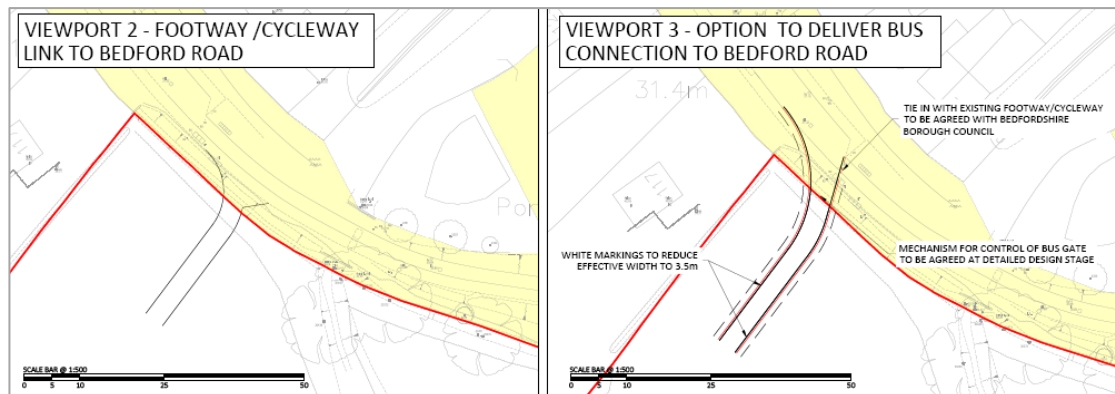 VIEWPORT 2 - FOOTWAY /CYCLEWAY
LINK TO BEDFORD ROAD
SCALE BAR @ 1:500
0 5 10 25 50
VIEWPORT 3 - OPTION TO DELIVER BUS
CONNECTION TO BEDFORD ROAD
31.4m
TIE IN WITH EXISTING FOOTWAY/CYCLEWAY
TO BE AGREED WITH BEDFORDSHIRE
BOROUGH COUNCIL
MECHANISM FOR CONTROL OF BUS GATE
TO BE AGREED AT DETAILED DESIGN STAGE
WHITE MARKINGS TO REDUCE
EFFECTIVE WIDTH TO 3.5m
SCALE BAR @ 1:500
0 5 10 25 50